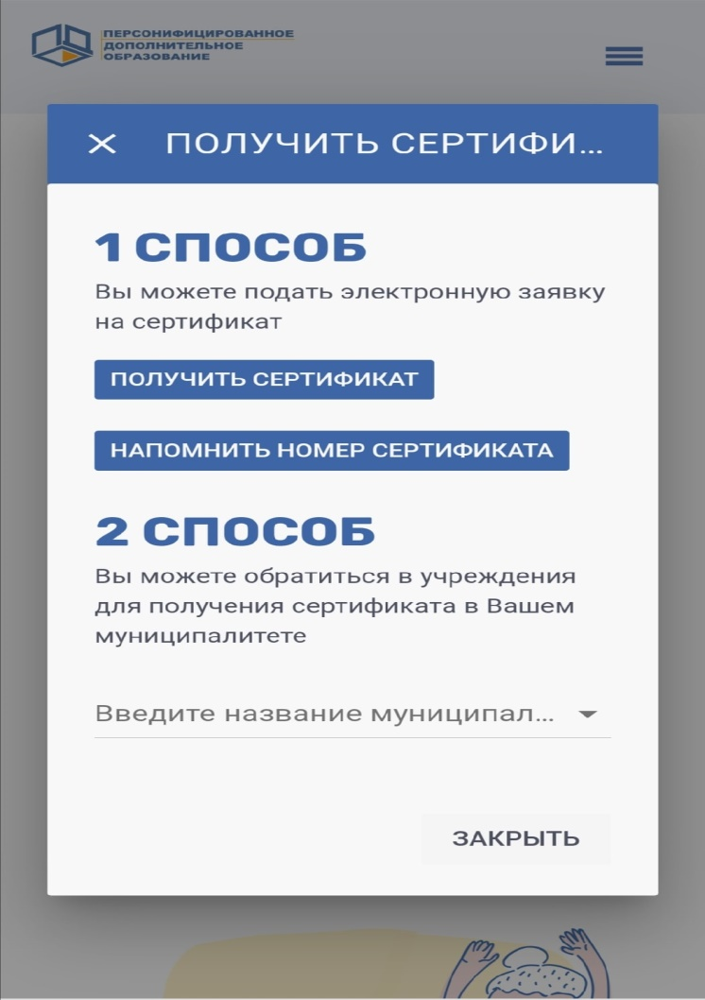 ПЕРСОНИФИЦИРОВАННОЕ
ДОПОЛНИТЕЛЬНОЕ
ОБРАЗОВАНИЕ
ПОЛУЧИТЬ СЕРТИФИ...
1 СПОСОБ
Вы можете подать электронную заявку
на сертификат
ПОЛУЧИТЬ СЕРТИФИКАТ
НАПОМНИТЬ НОМЕР СЕРТИФИКАТА
2 СПОСОБ
Вы можете обратиться в учреждения
для получения сертификата в Вашем
муниципалитете
Введите название муниципал...
ЗАКРЫТЬ